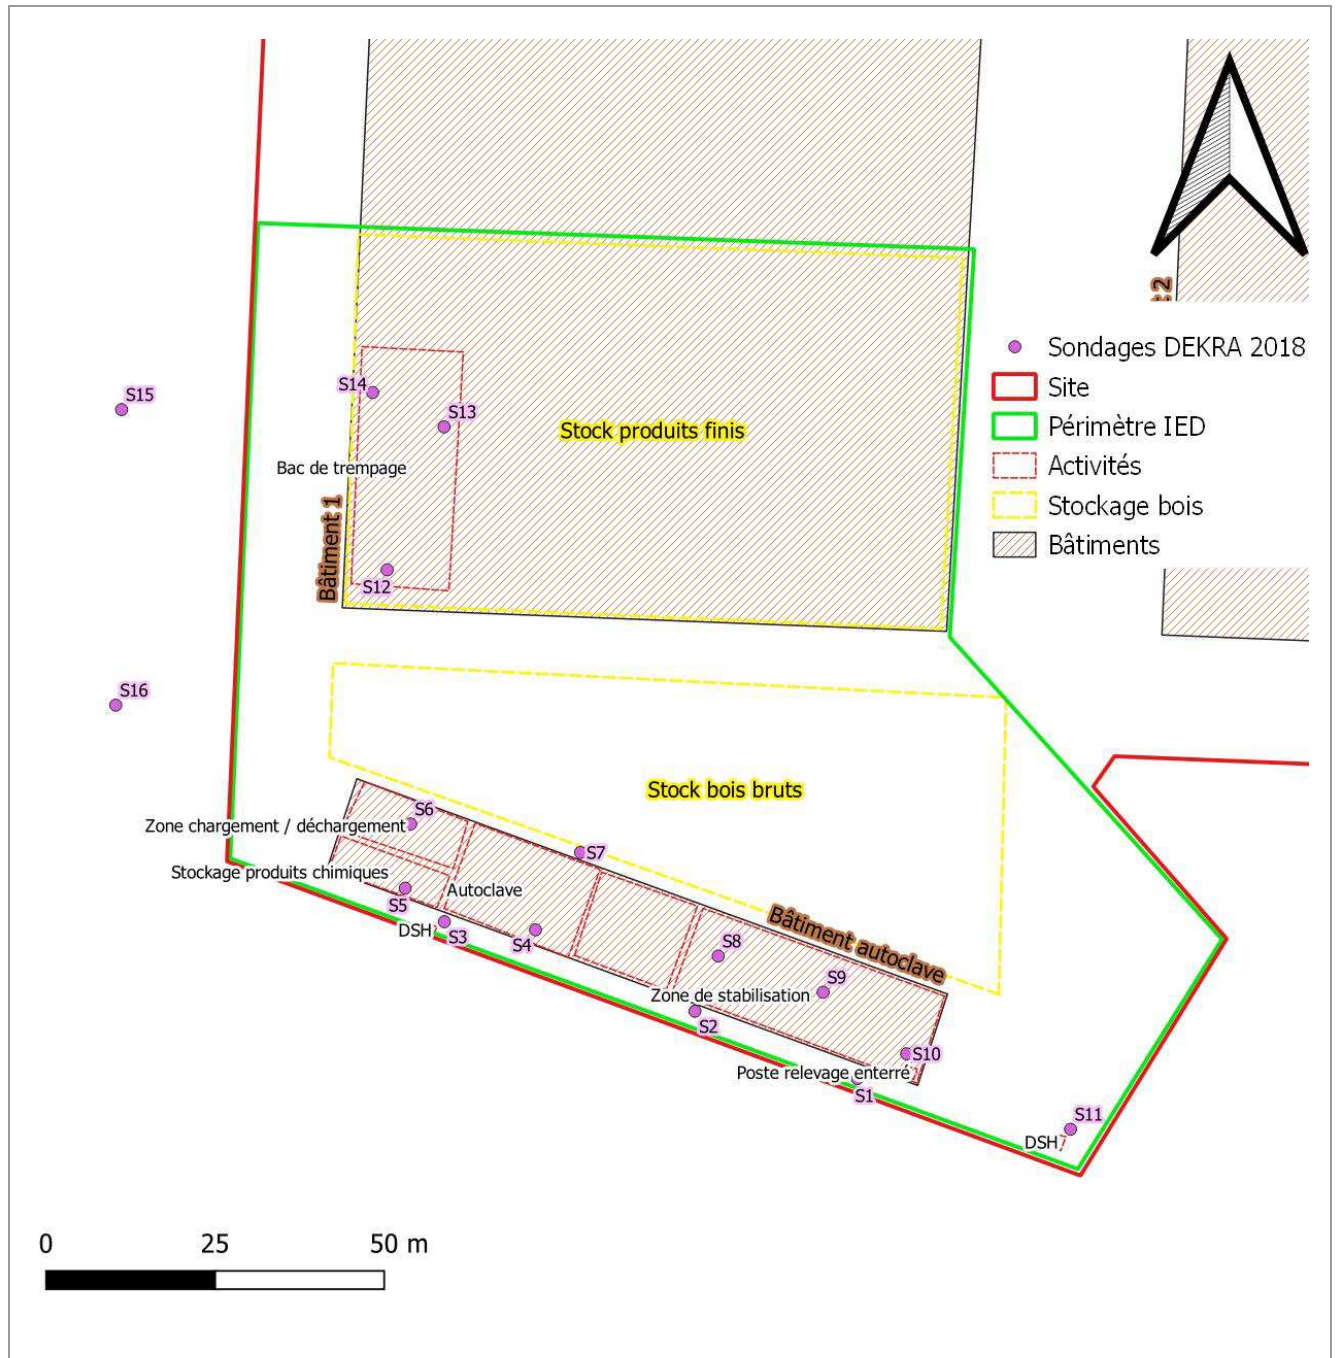 S14
S13
S15
Stock produits finis
Bac de trempage
Bâtiment 1
S12
2
Sondages DEKRA 2018
Site
Périmètre IED
Activités
Stockage bois
Bâtiments
S16
Stock bois bruts
S6
Zone chargement / déchargement
S7
Stockage produits chimiques
Autoclave
S5
DSH
S3
S4
Bâtiment autoclave
S8
S9
Zone de stabilisation
S2
S10
Poste relevage enterré
S1
S11
DSH
0 25 50 m